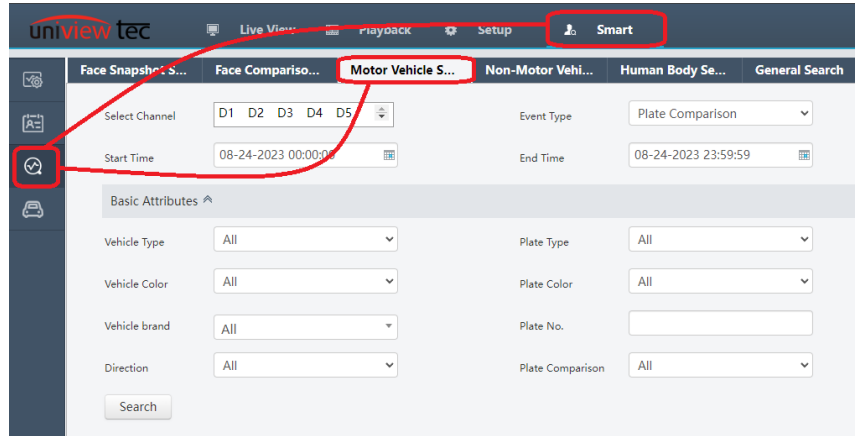 uniview tec Live View Playback Setup Smart
Face Snapshot S... Face Compariso... Motor Vehicle S... Non-Motor Vehi... Human Body Se... General Search
Select Channel D1 D2 D3 D4 D5 Event Type Plate Comparison
Start Time 08-24-2023 00:00:00 End Time 08-24-2023 23:59:59
Basic Attributes
Vehicle Type All Plate Type All
Vehicle Color All Plate Color All
Vehicle brand All Plate No.
Direction All Plate Comparison All
Search